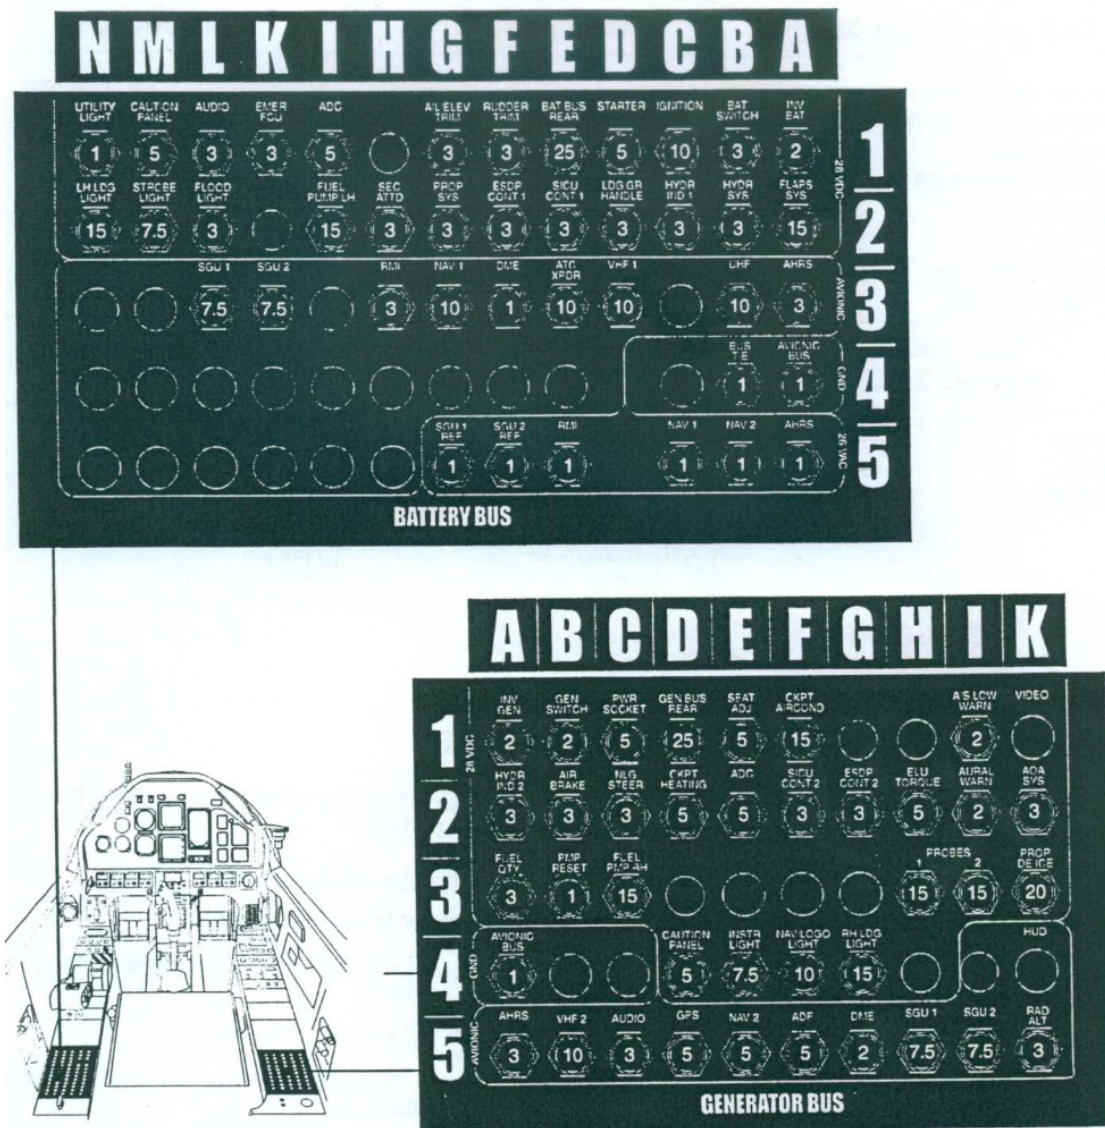 N M L K I H G F E D C B A
UTILITY LIGHT CAUTION PANEL AUDIO EMER FCU ADC A/L/ELEV TRIM RUDDER TRIM BAT BUS REAR STARTER IGNITION BAT SWITCH INV BAT
1 5 3 3 5 3 3 25 5 10 3 2
28 VDC
1
LH LDG LIGHT STROBE LIGHT FLOOD LIGHT FUEL PUMP LH SEC ATTD PROP SYS ESDP CONT 1 SICU CONT 1 LDG GR HANDLE HYDR IND 1 HYDR SYS FLAPS SYS
15 7.5 3 15 3 3 3 3 3 3 3 15
2
SGU 1 SGU 2 RMI NAV 1 DME ATC XPDR VHF 1 UHF AHRS
7.5 7.5 3 10 1 10 10 10 3
AVIONIC
3
BUS TIE AVIONIC BUS
1 1
GND
4
SGU 1 REF SGU 2 REF RMI NAV 1 NAV 2 AHRS
1 1 1 1 1 1
26 VAC
5
BATTERY BUS
A B C D E F G H I K
INV GEN GEN SWITCH PWR SOCKET GEN BUS REAR SEAT ADJ CKPT AIRCOND A/S LOW WARN VIDEO
1
28 VDC
2 2 5 25 5 15 2
HYDR IND 2 AIR BRAKE NLG STEER CKPT HEATING ADC SICU CONT 2 ESDP CONT 2 ELU TORQUE AURAL WARN AOA SYS
2
3 3 3 5 5 3 3 5 2 3
FUEL QTY PMP RESET FUEL PMP RH PROBES 1 2 PROP DE ICE
3
3 1 15 15 15 20
AVIONIC BUS CAUTION PANEL INSTR LIGHT NAV LOGO LIGHT RH LDG LIGHT HUD
4
GND
1 5 7.5 10 15
AHRS VHF 2 AUDIO GPS NAV 2 ADF DME SGU 1 SGU 2 RAD ALT
5
AVIONIC
3 10 3 5 5 5 2 7.5 7.5 3
GENERATOR BUS